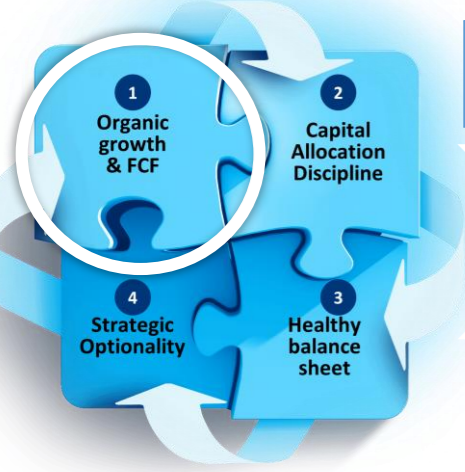 1
Organic
growth
& FCF
2
Capital
Allocation
Discipline
3
Healthy
balance
sheet
4
Strategic
Optionality